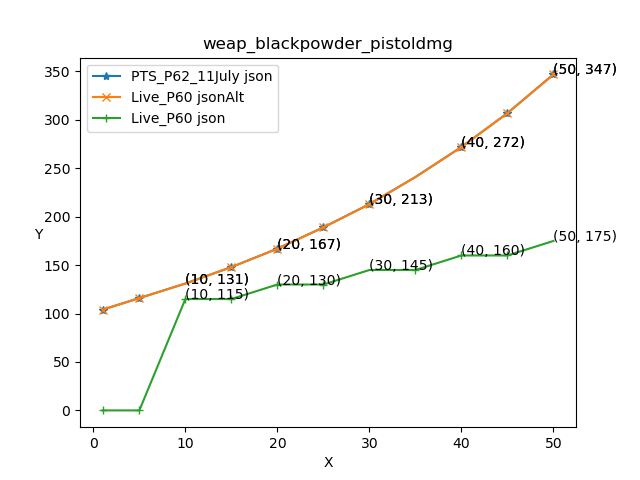 weap_blackpowder_pistoldmg
PTS_P62_11July json
Live_P60 jsonAlt
Live_P60 json
350
300
250
200
150
100
50
0
Y
(50, 347)
(40, 272)
(30, 213)
(20, 167)
(10, 131)
(10, 115)
(20, 130)
(30, 145)
(40, 160)
(50, 175)
0 10 20 30 40 50
X